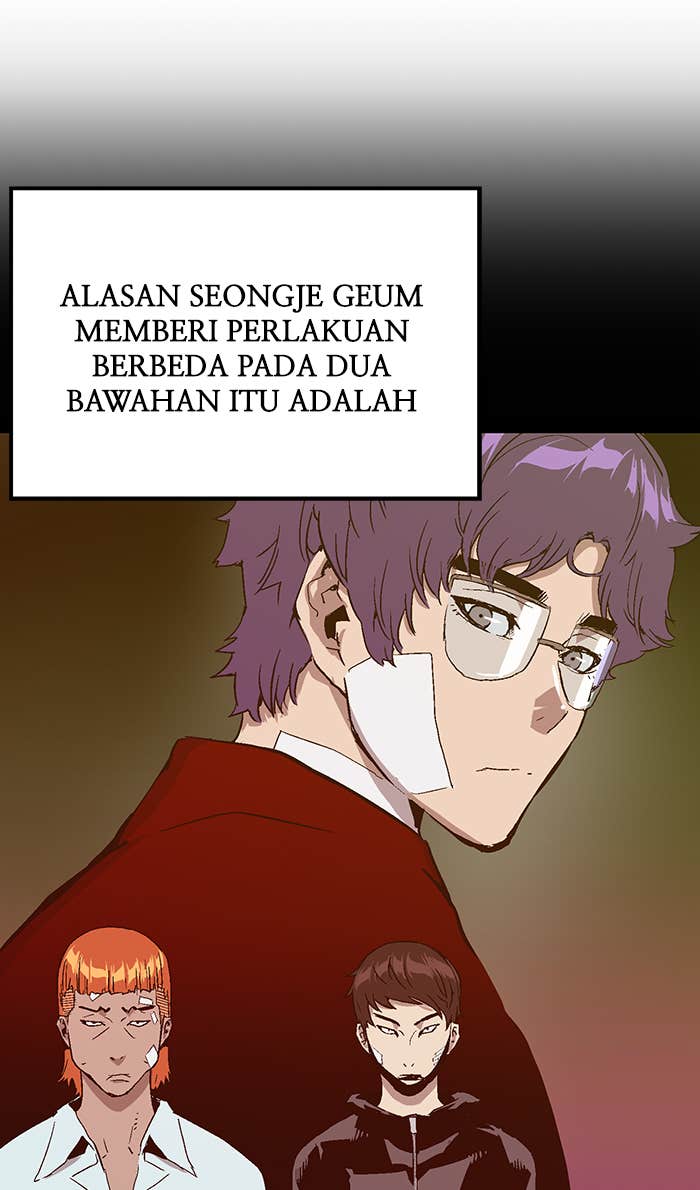 ALASAN SEONGJE GEUM
MEMBERI PERLAKUAN
BERBEDA PADA DUA
BAWAHAN ITU ADALAH